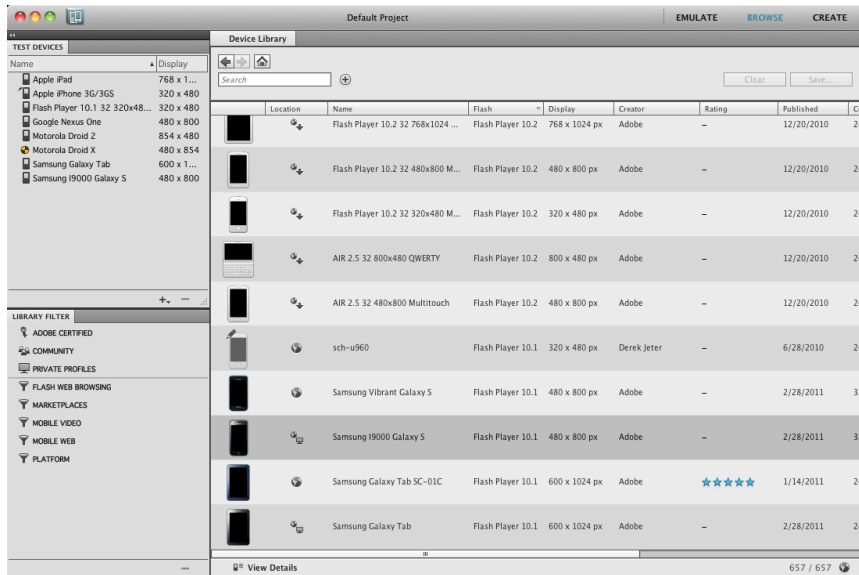 Default Project
EMULATE BROWSE CREATE
TEST DEVICES
Name Display
Apple iPad 768 x 1...
Apple iPhone 3G/3GS 320 x 480
Flash Player 10.1 32 320x48... 320 x 480
Google Nexus One 480 x 800
Motorola Droid 2 854 x 480
Motorola Droid X 480 x 854
Samsung Galaxy Tab 600 x 1...
Samsung I9000 Galaxy S 480 x 800
LIBRARY FILTER
ADOBE CERTIFIED
COMMUNITY
PRIVATE PROFILES
FLASH WEB BROWSING
MARKETPLACES
MOBILE VIDEO
MOBILE WEB
PLATFORM
Device Library
Search
Clear Save...
Location Name Flash Display Creator Rating Published
Flash Player 10.2 32 768x1024 ... Flash Player 10.2 768 x 1024 px Adobe – 12/20/2010 2
Flash Player 10.2 32 480x800 M... Flash Player 10.2 480 x 800 px Adobe – 12/20/2010 2
Flash Player 10.2 32 320x480 M... Flash Player 10.2 320 x 480 px Adobe – 12/20/2010 2
AIR 2.5 32 800x480 QWERTY Flash Player 10.2 800 x 480 px Adobe – 12/20/2010 2
AIR 2.5 32 480x800 Multitouch Flash Player 10.2 480 x 800 px Adobe – 12/20/2010 2
sch-u960 Flash Player 10.1 320 x 480 px Derek Jeter – 6/28/2010 2
Samsung Vibrant Galaxy S Flash Player 10.1 480 x 800 px Adobe – 2/28/2011 3
Samsung I9000 Galaxy S Flash Player 10.1 480 x 800 px Adobe – 2/28/2011 3
Samsung Galaxy Tab SC-01C Flash Player 10.1 600 x 1024 px Adobe 1/14/2011 2
Samsung Galaxy Tab Flash Player 10.1 600 x 1024 px Adobe – 2/28/2011 2
View Details 657 / 657